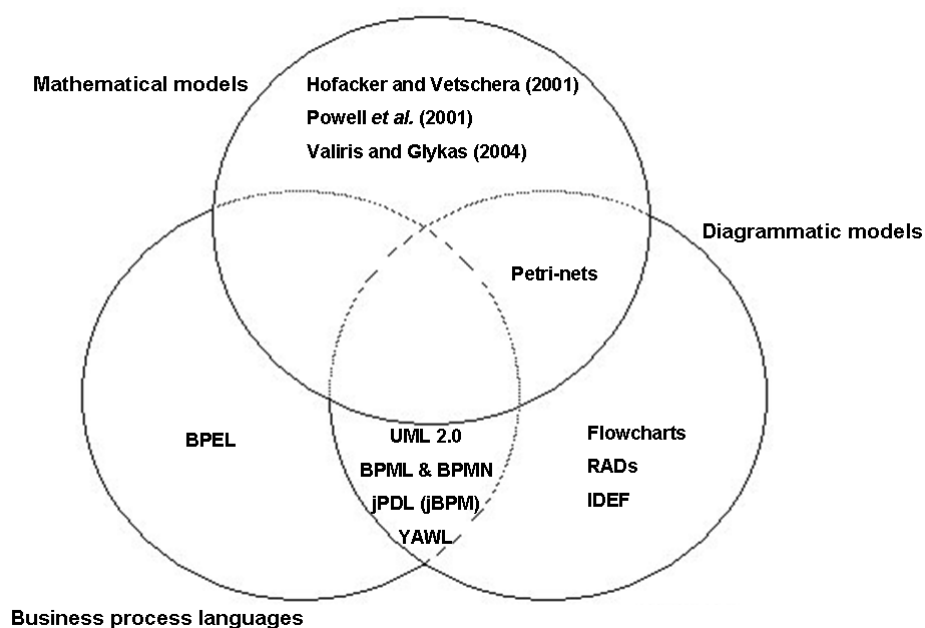 Mathematical models
Hofacker and Vetschera (2001)
Powell et al. (2001)
Valiris and Glykas (2004)
Diagrammatic models
Petri-nets
BPEL
UML 2.0
BPML & BPMN
jPDL (jBPM)
YAWL
Flowcharts
RADs
IDEF
Business process languages